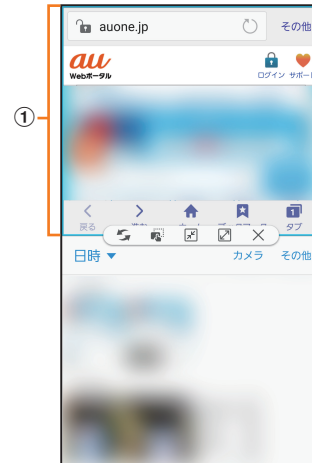 ①
auone.jp
その他
au
Webポータル
ログイン サポー
戻る
タブ
日時
カメラ その他